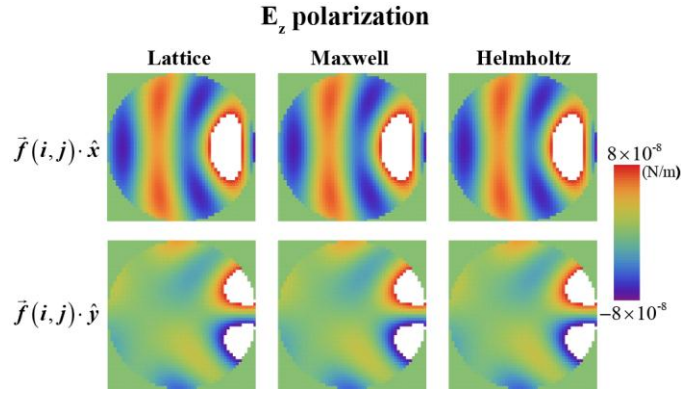 E_z polarization
Lattice Maxwell Helmholtz
f⃗(i,j)·x̂
8×10⁻⁸
(N/m)
−8×10⁻⁸
f⃗(i,j)·ŷ